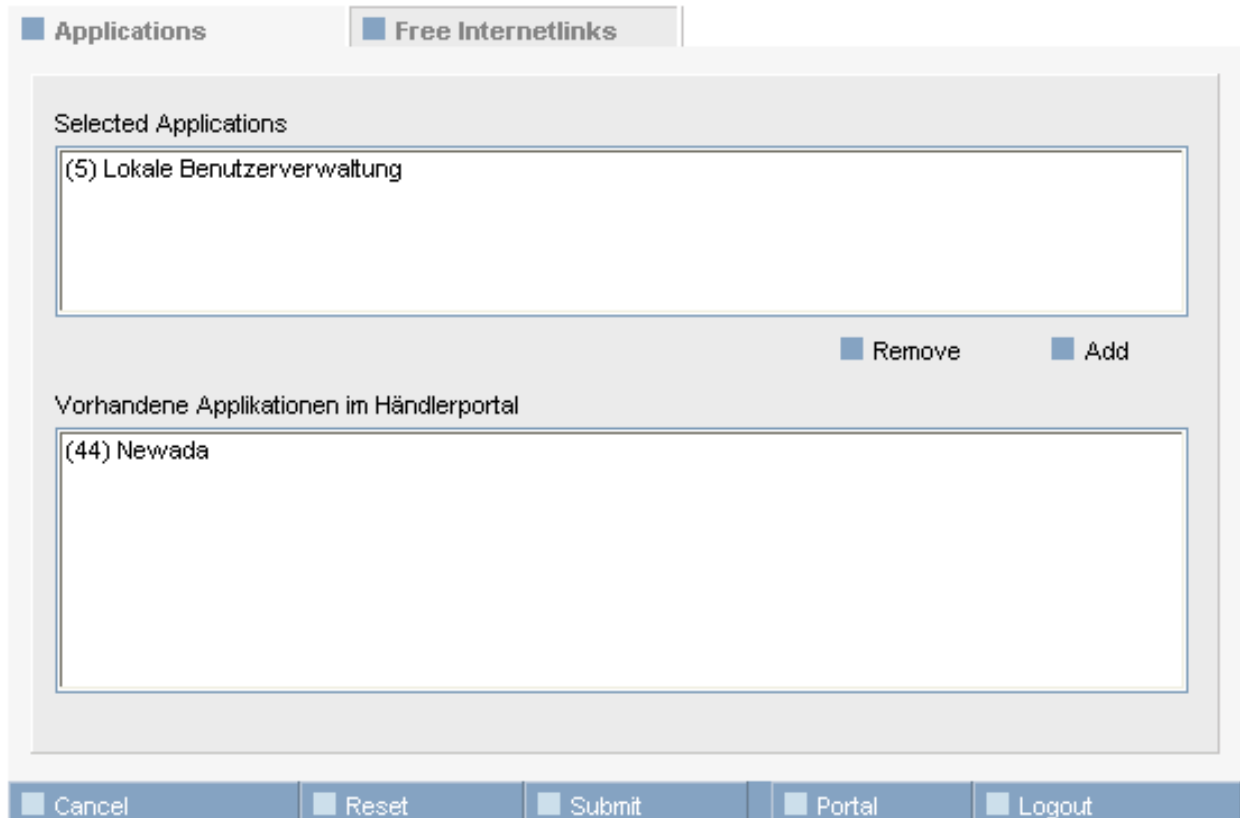 Applications Free Internetlinks
Selected Applications
(5) Lokale Benutzerverwaltung
Remove Add
Vorhandene Applikationen im Händlerportal
(44) Newada
Cancel Reset Submit Portal Logout